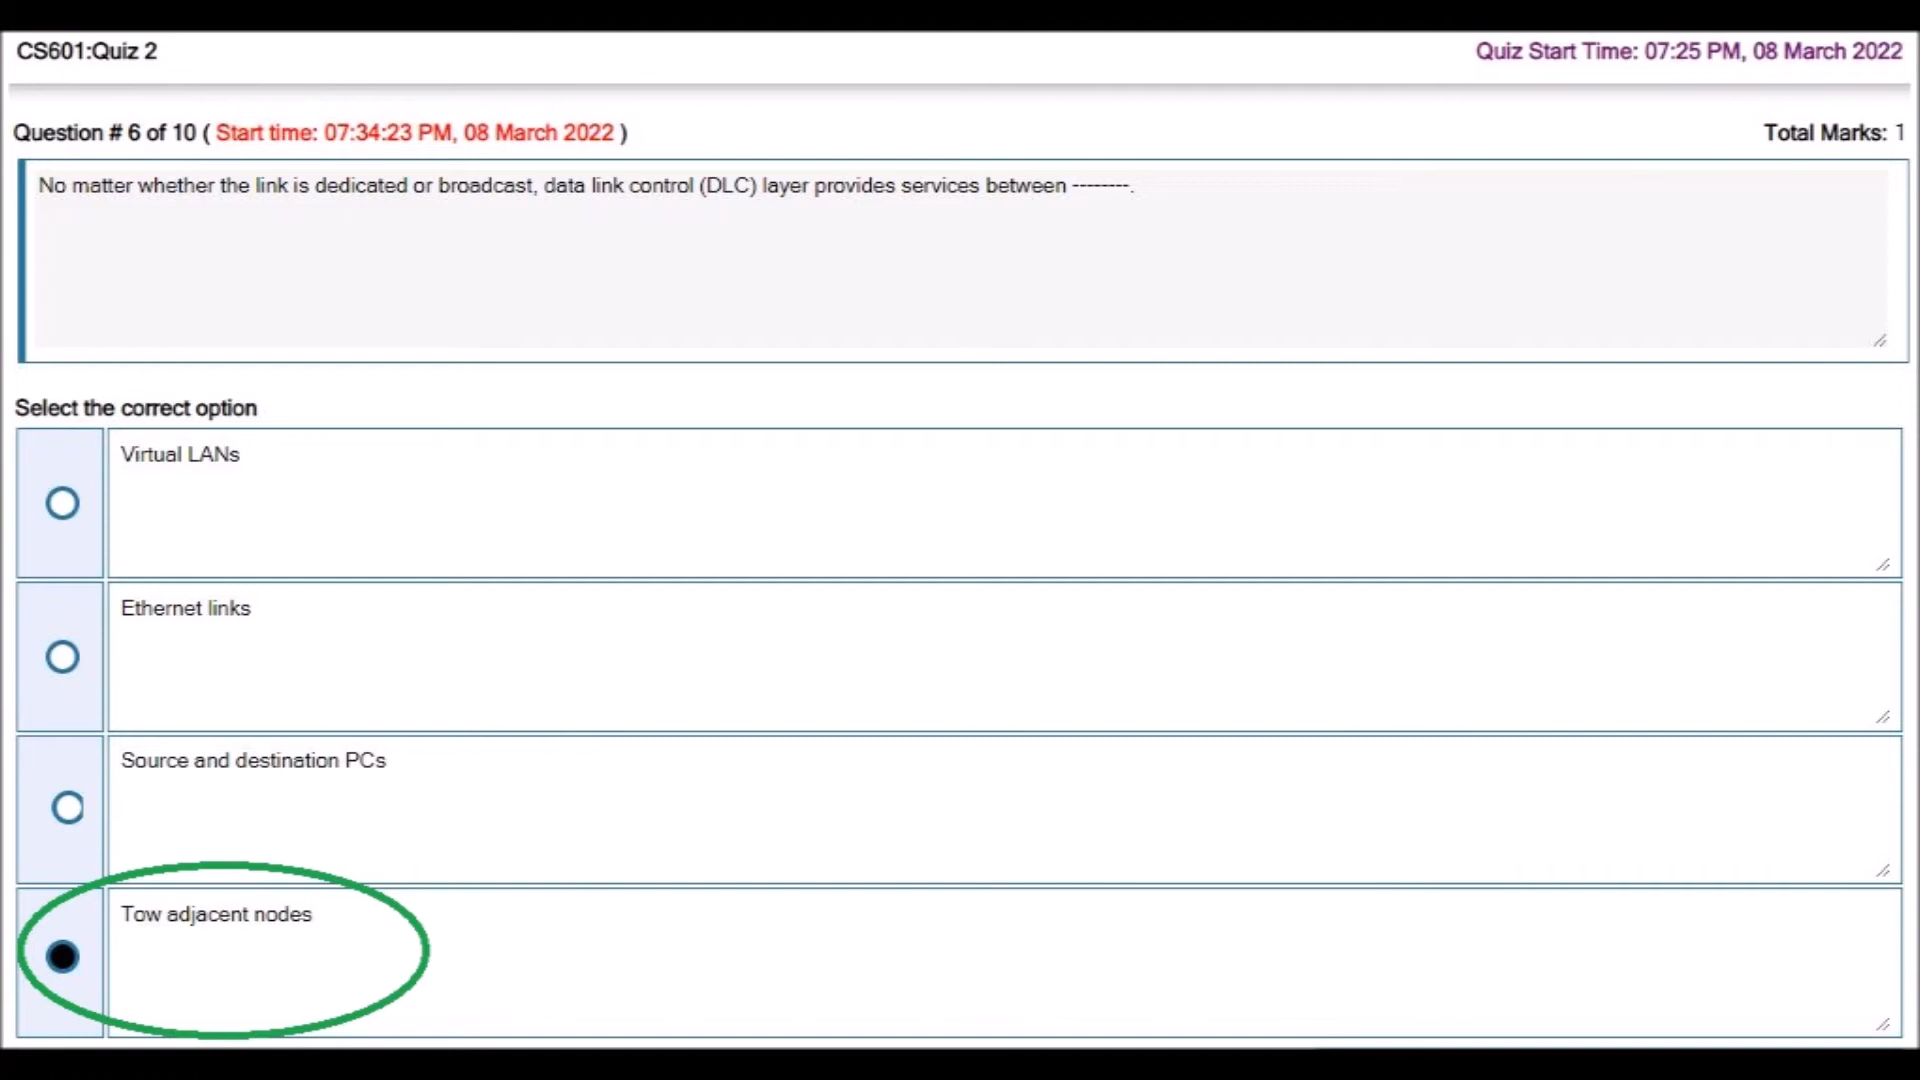 CS601:Quiz 2
Quiz Start Time: 07:25 PM, 08 March 2022
Question # 6 of 10 ( Start time: 07:34:23 PM, 08 March 2022 )
Total Marks: 1
No matter whether the link is dedicated or broadcast, data link control (DLC) layer provides services between --------.
Select the correct option
Virtual LANs
Ethernet links
Source and destination PCs
Tow adjacent nodes